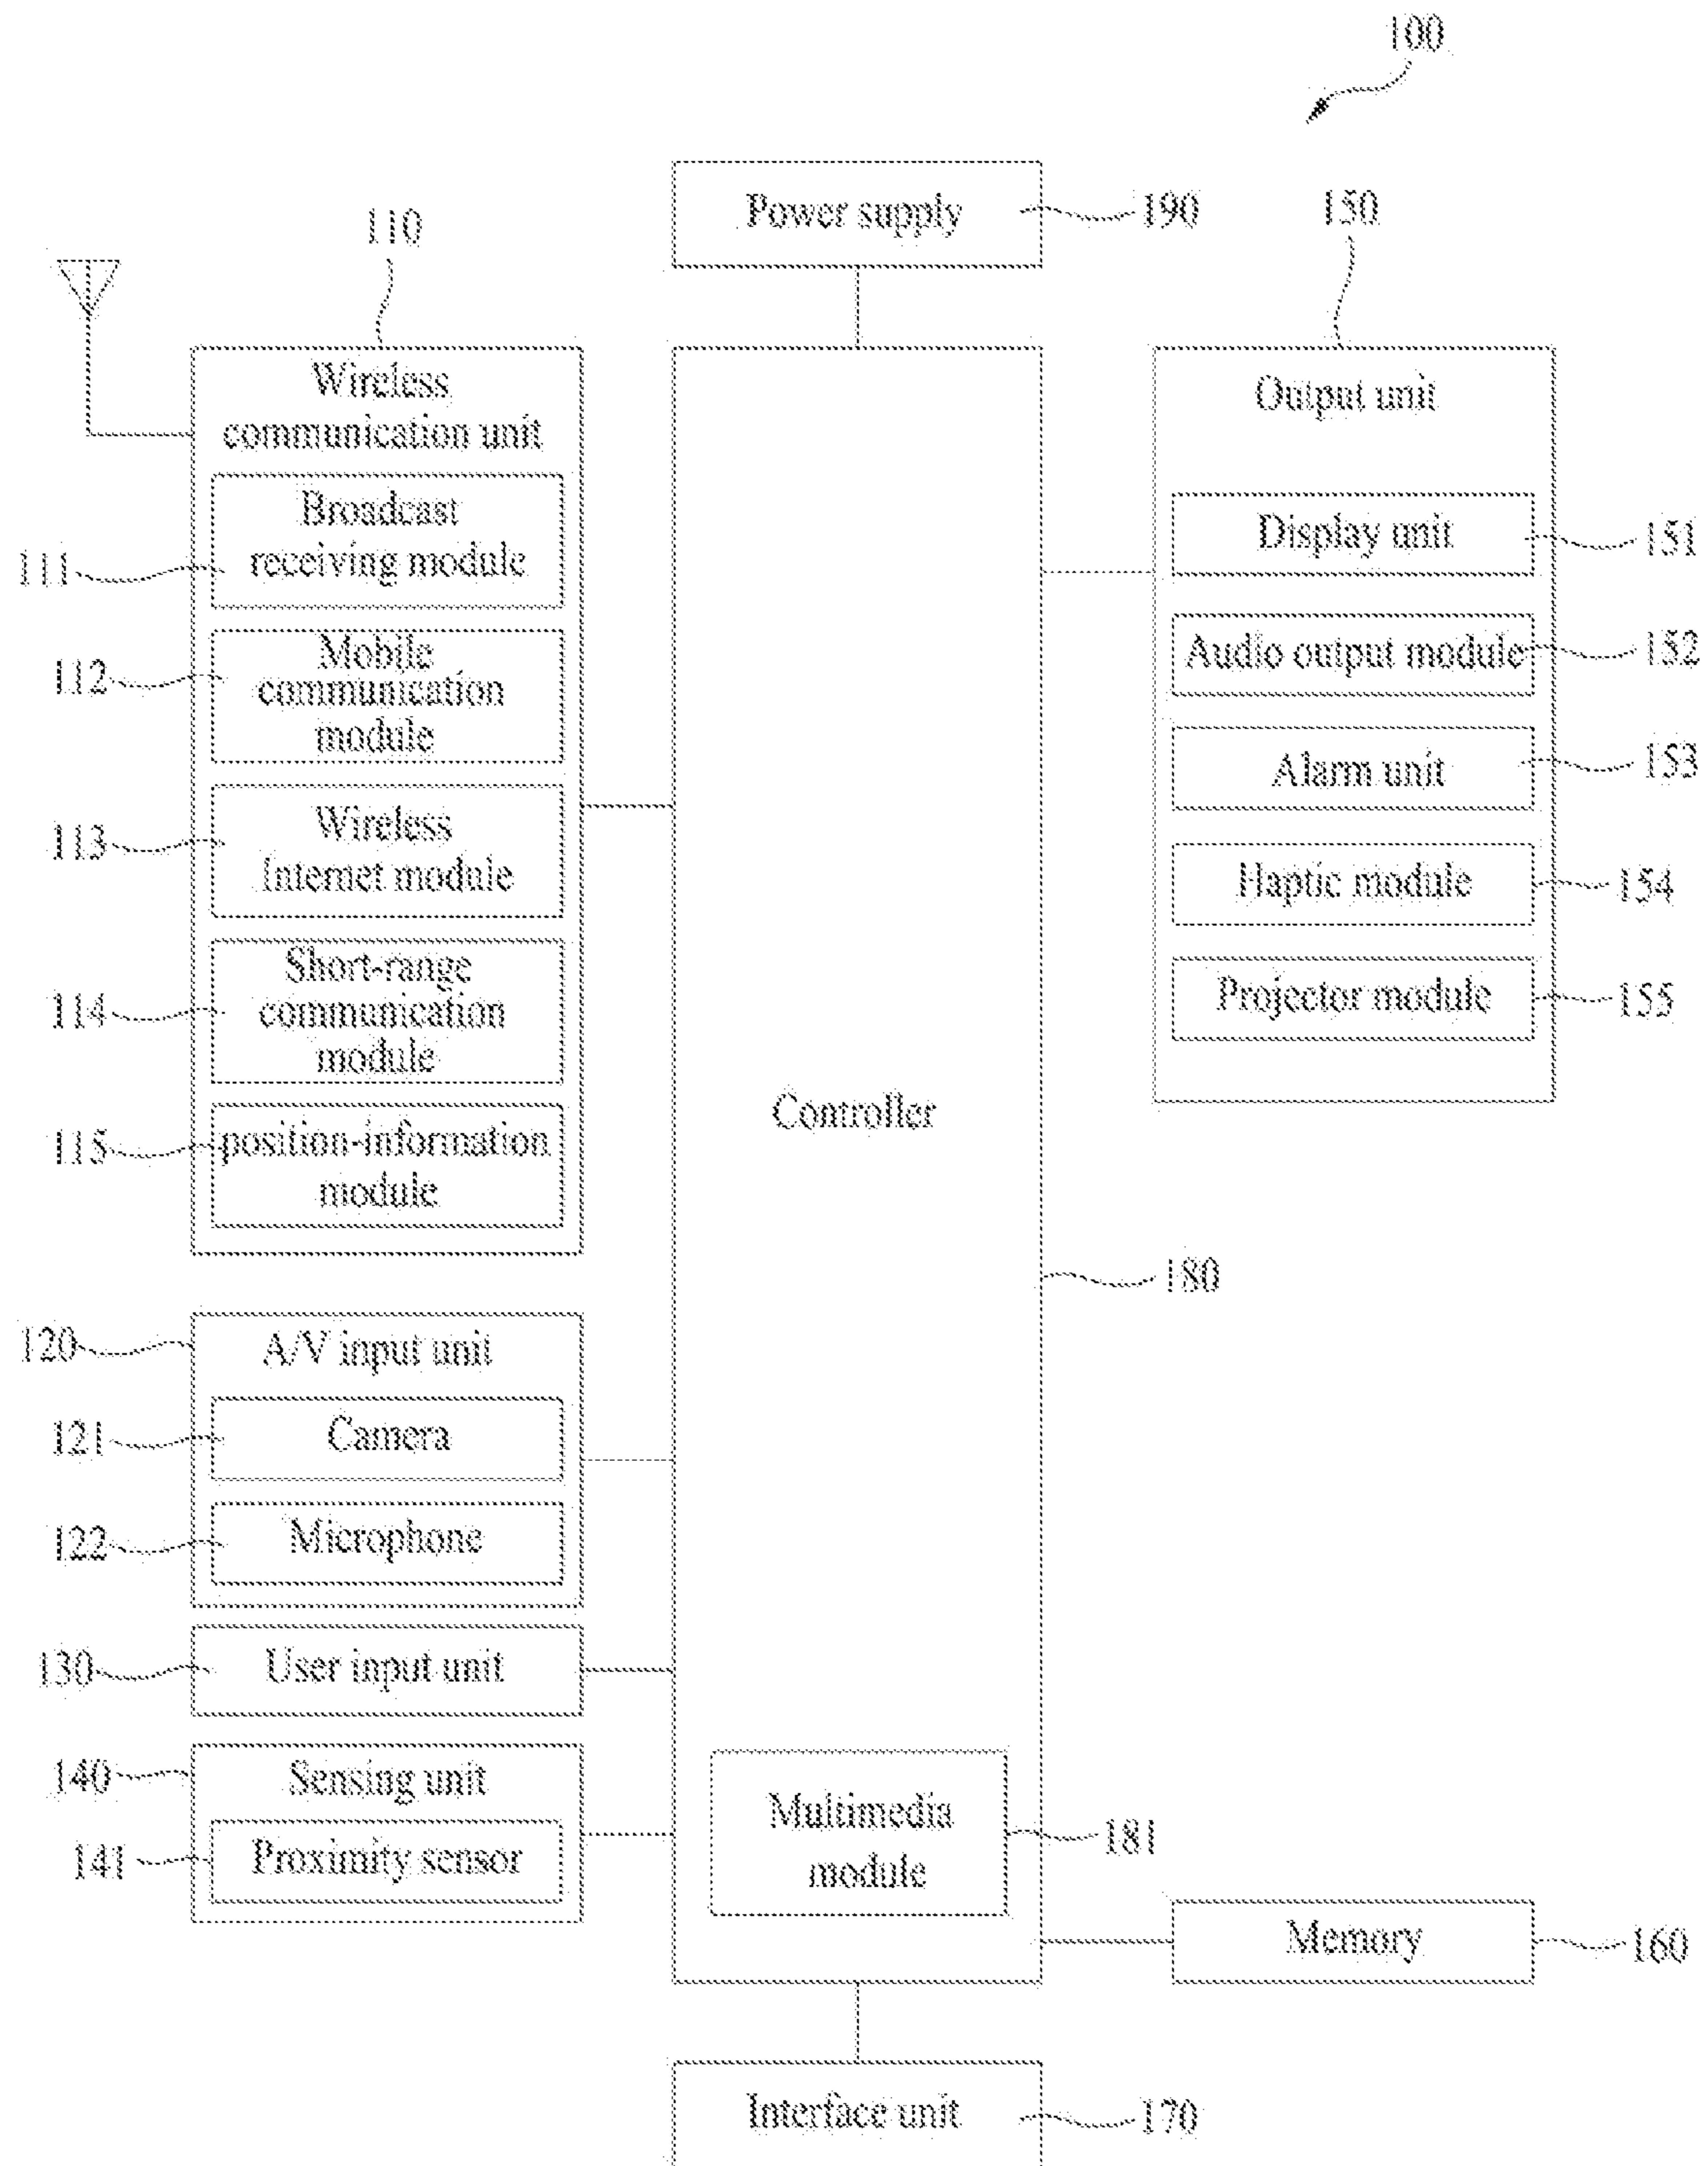 100
Power supply
190
150
110
Wireless
communication unit
Broadcast
receiving module
111
Mobile
communication
module
112
Wireless
Internet module
113
Short-range
communication
module
114
position-information
module
115
Output unit
Display unit
151
Audio output module
152
Alarm unit
153
Haptic module
154
Projector module
155
Controller
180
120
A/V input unit
Camera
121
Microphone
122
130
User input unit
140
Sensing unit
141
Proximity sensor
Multimedia
module
181
Memory
160
Interface unit
170